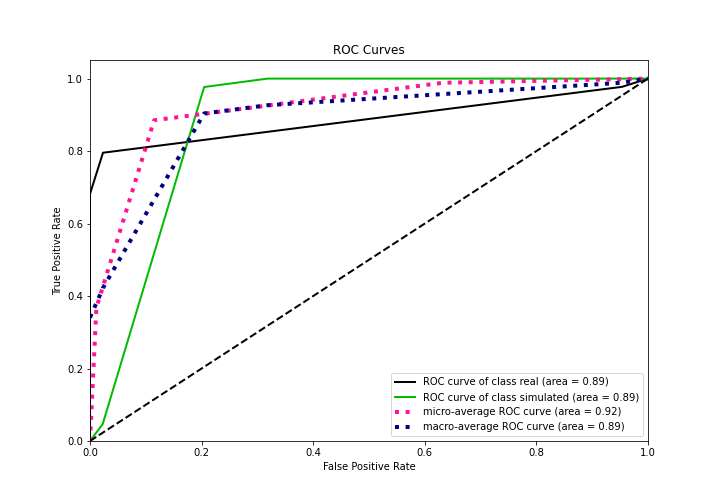 ROC Curves
1.0
0.8
0.6
0.4
0.2
0.0
True Positive Rate
0.0 0.2 0.4 0.6 0.8 1.0
False Positive Rate
ROC curve of class real (area = 0.89)
ROC curve of class simulated (area = 0.89)
micro-average ROC curve (area = 0.92)
macro-average ROC curve (area = 0.89)